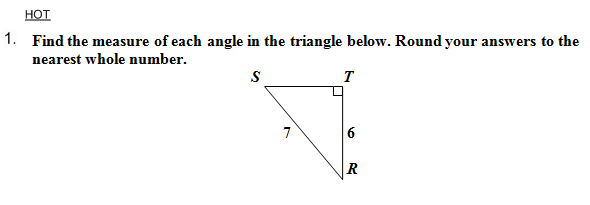 HOT
1. Find the measure of each angle in the triangle below. Round your answers to the
nearest whole number.
S T
7 6
R